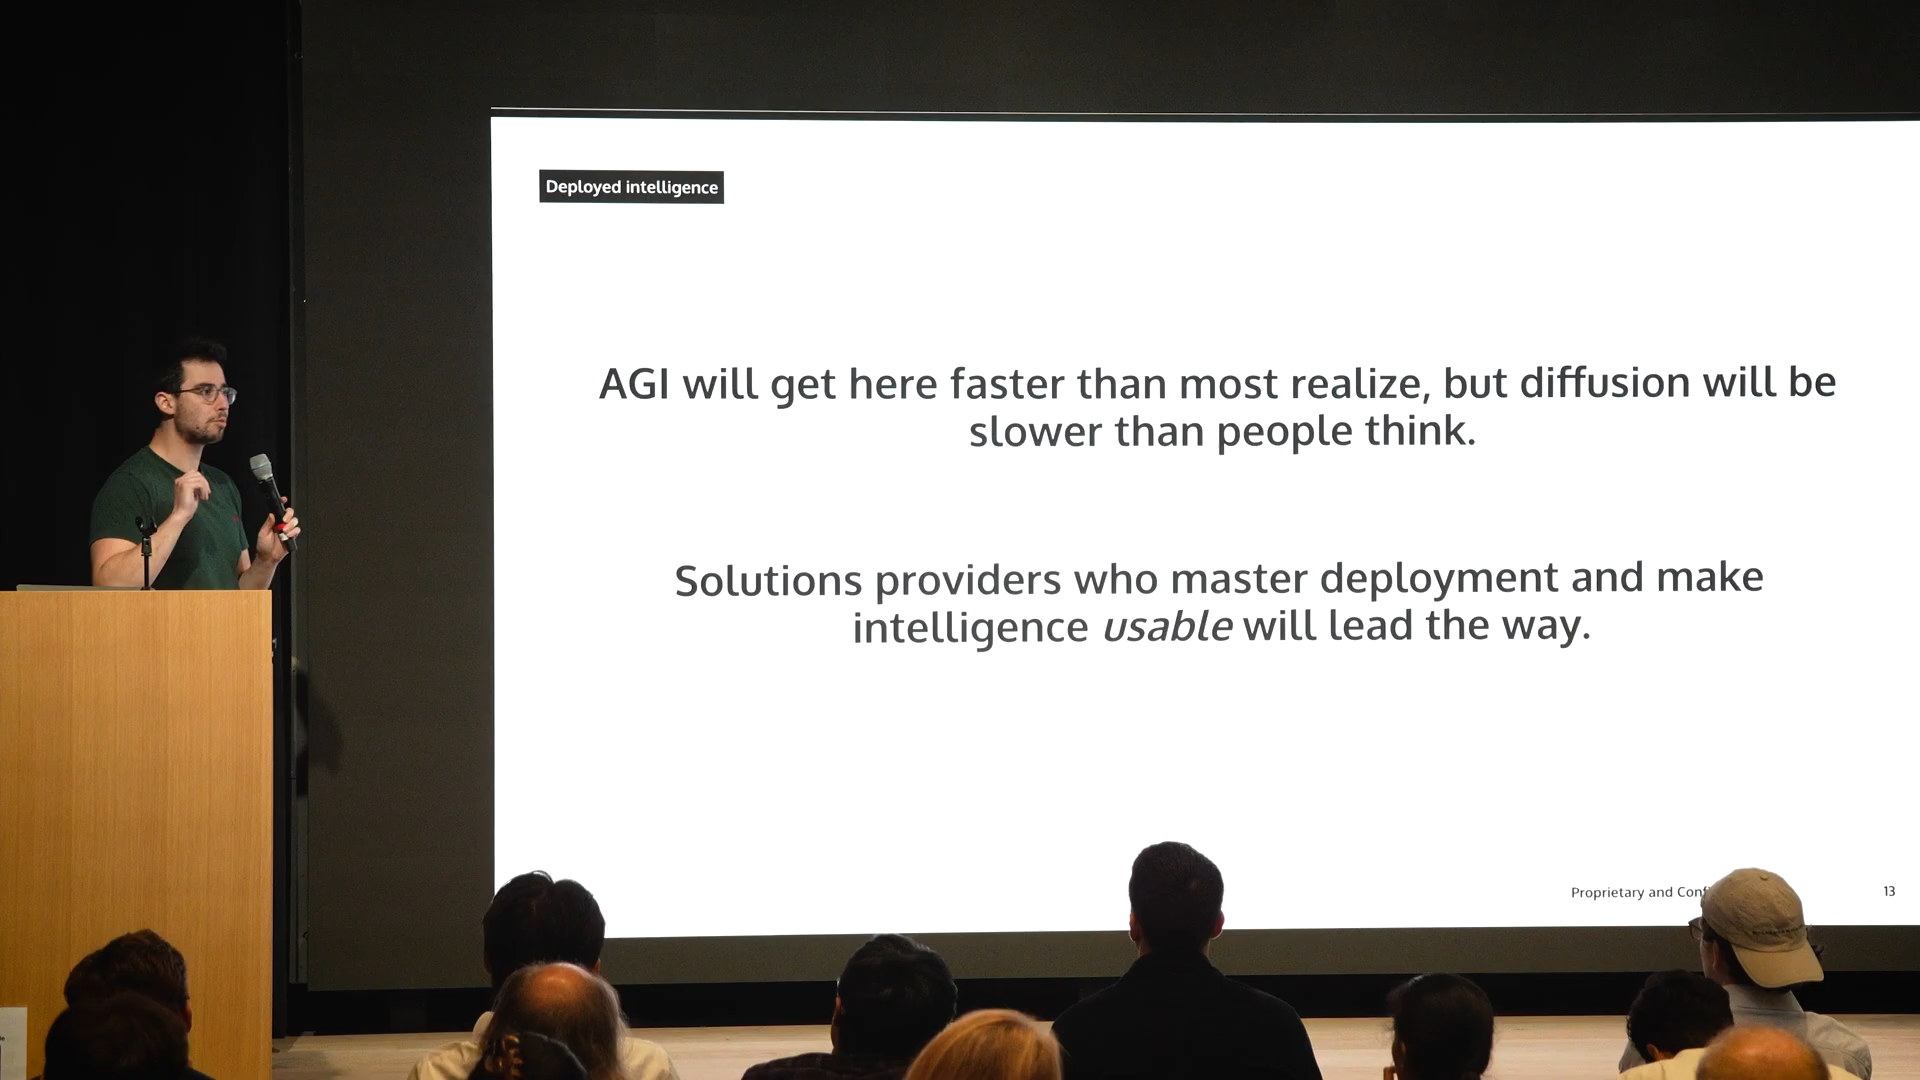 Deployed intelligence
AGI will get here faster than most realize, but diffusion will be
slower than people think.
Solutions providers who master deployment and make
intelligence usable will lead the way.
Proprietary and
13